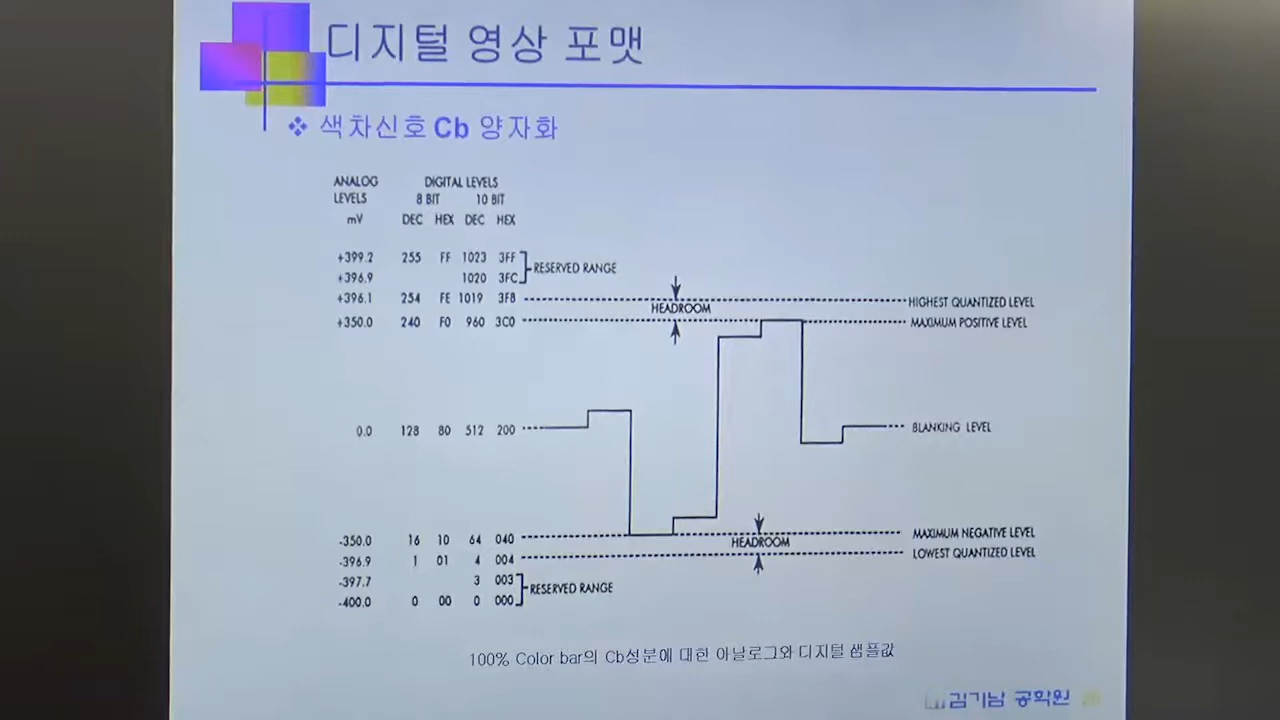 디지털 영상 포맷
❖ 색차신호 Cb 양자화
ANALOG DIGITAL LEVELS
LEVELS 8 BIT 10 BIT
mV DEC HEX DEC HEX
+399.2 255 FF 1023 3FF
RESERVED RANGE
+396.9 1020 3FC
+396.1 254 FE 1019 3FB HIGHEST QUANTIZED LEVEL
HEADROOM
+350.0 240 F0 960 3C0 MAXIMUM POSITIVE LEVEL
0.0 128 80 512 200 BLANKING LEVEL
-350.0 16 10 64 040 MAXIMUM NEGATIVE LEVEL
HEADROOM
-396.9 1 01 4 004 LOWEST QUANTIZED LEVEL
-397.7 3 003
RESERVED RANGE
-400.0 0 00 0 000
100% Color bar의 Cb성분에 대한 아날로그와 디지털 샘플값
김기남 공학원